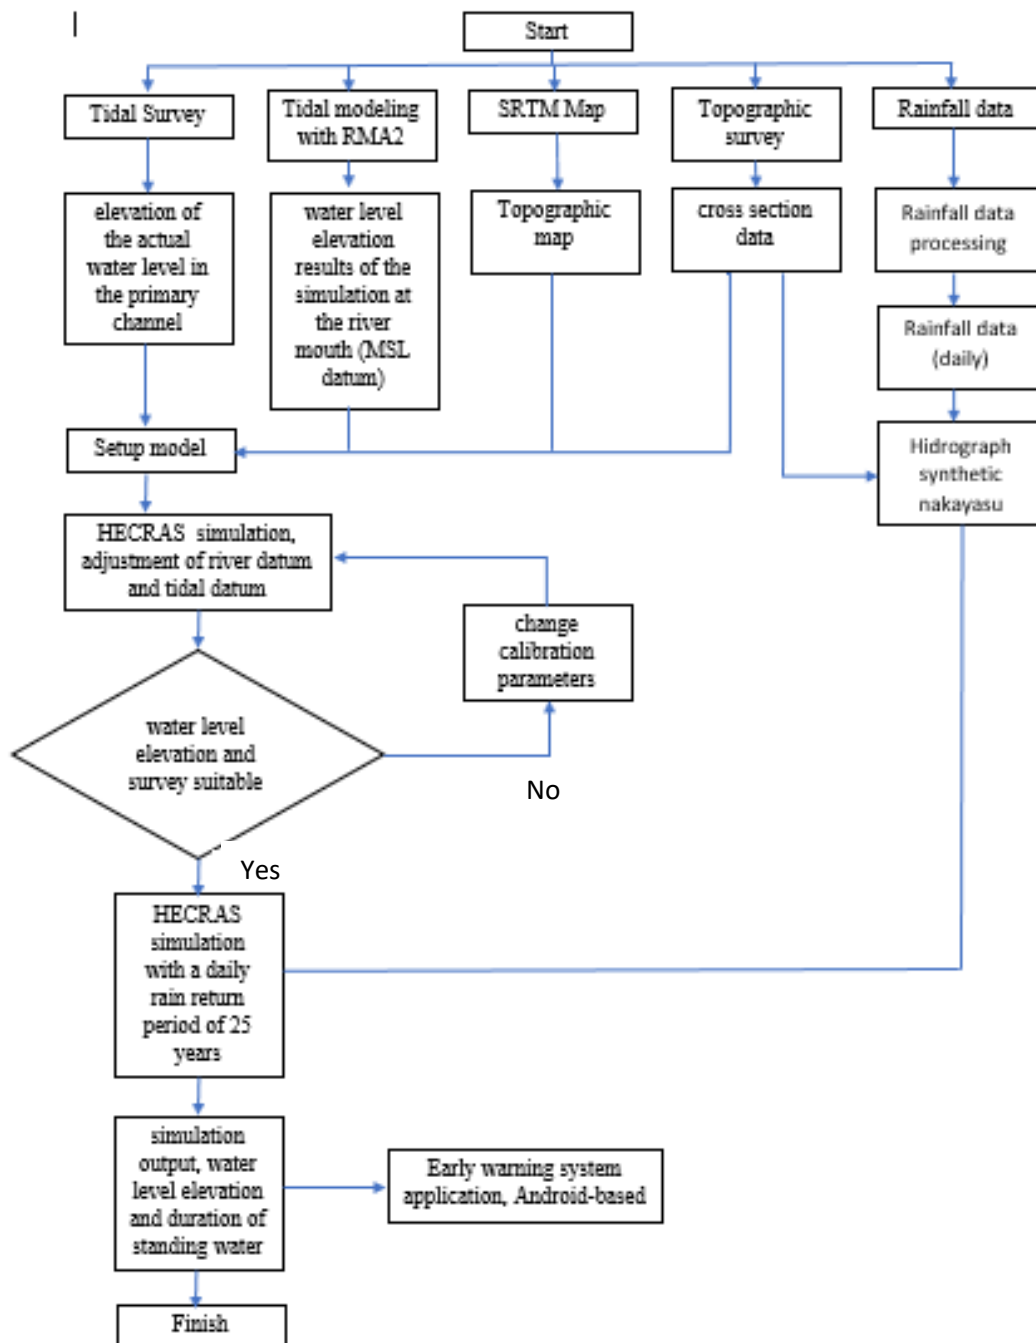 Start
Tidal Survey
Tidal modeling
with RMA2
SRTM Map
Topographic
survey
Rainfall data
elevation of
the actual
water level in
the primary
channel
water level
elevation
results of the
simulation at
the river
mouth (MSL
datum)
Topographic
map
cross section
data
Rainfall data
processing
Rainfall data
(daily)
Setup model
Hidrograph
synthetic
nakayasu
HECRAS simulation,
adjustment of river datum
and tidal datum
change
calibration
parameters
water level
elevation and
survey suitable
No
Yes
HECRAS
simulation
with a daily
rain return
period of 25
years
simulation
output, water
level elevation
and duration of
standing water
Early warning system
application, Android-based
Finish